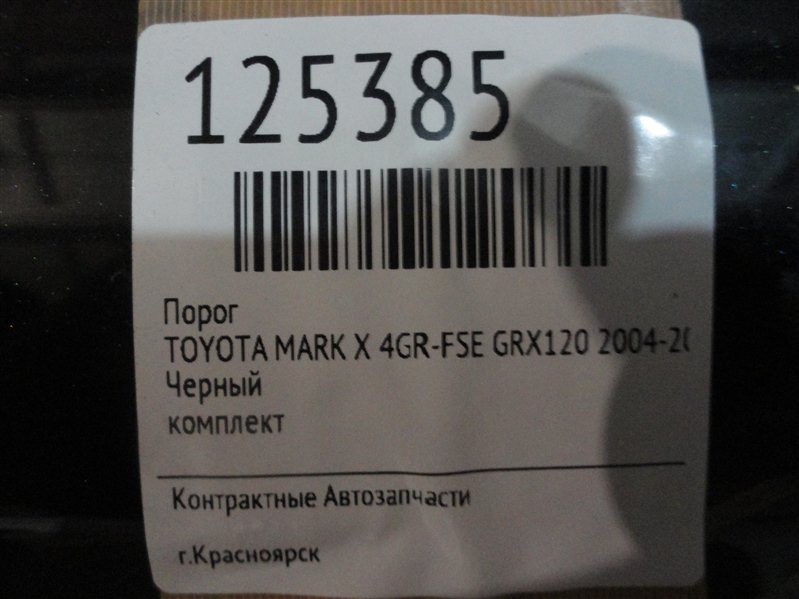 125385
Порог
TOYOTA MARK X 4GR-FSE GRX120 2004-20
Черный
комплект
Контрактные Автозапчасти
г.Красноярск